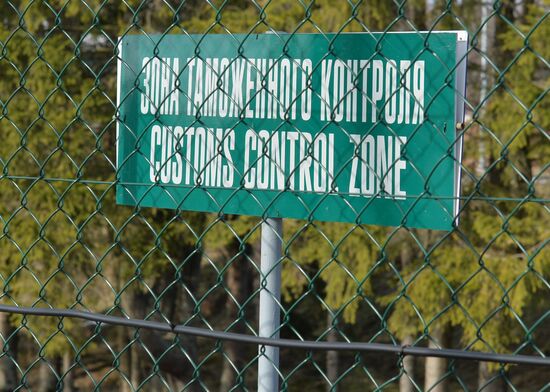 ЗОНА ТАМОЖЕННОГО КОНТРОЛЯ
CUSTOMS CONTROL ZONE